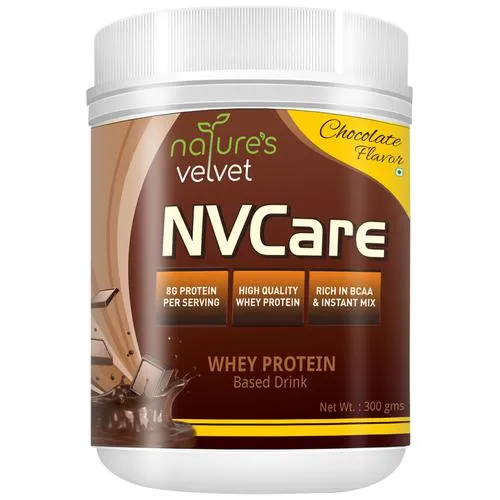 nature's
velvet
Chocolate
Flavor
NVCare
8G PROTEIN
PER SERVING
HIGH QUALITY
WHEY PROTEIN
RICH IN BCAA
& INSTANT MIX
WHEY PROTEIN
Based Drink
Net Wt. : 300 gms